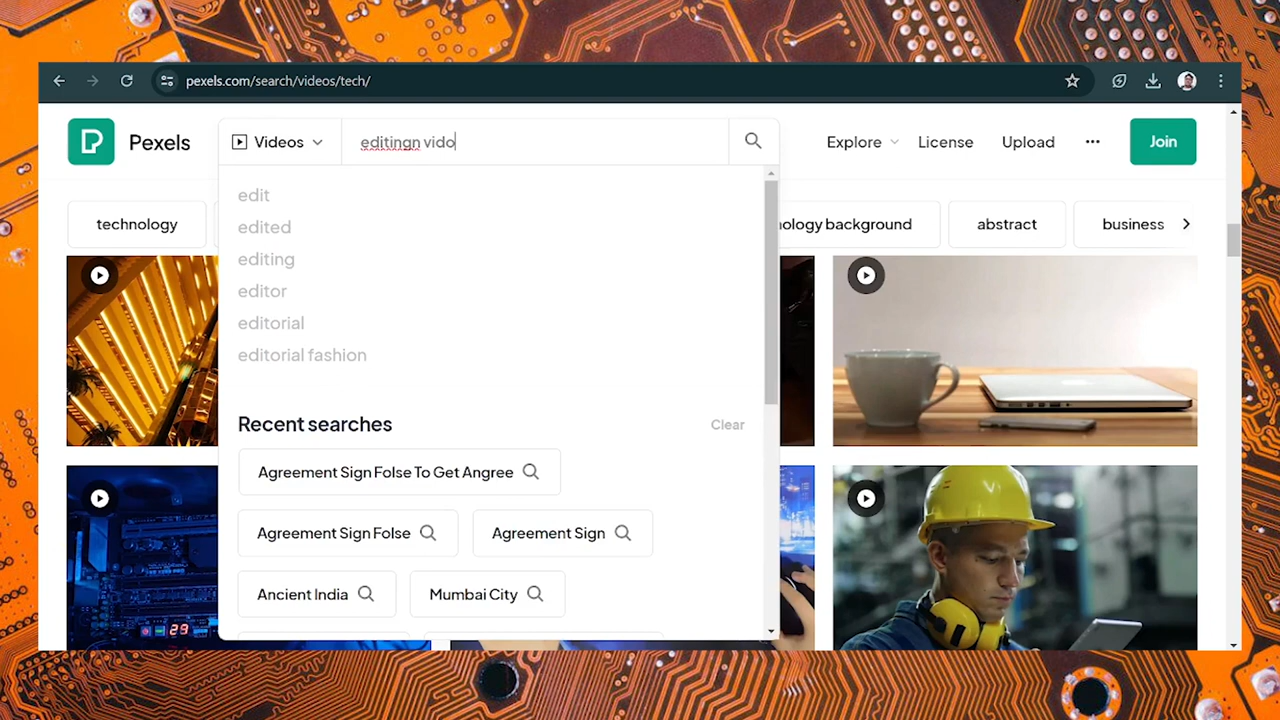 pexels.com/search/videos/tech/
Pexels
Videos
editingn vido
Explore
License
Upload
Join
technology
ology background
abstract
business
edit
edited
editing
editor
editorial
editorial fashion
Recent searches
Clear
Agreement Sign Folse To Get Angree
Agreement Sign Folse
Agreement Sign
Ancient India
Mumbai City
29